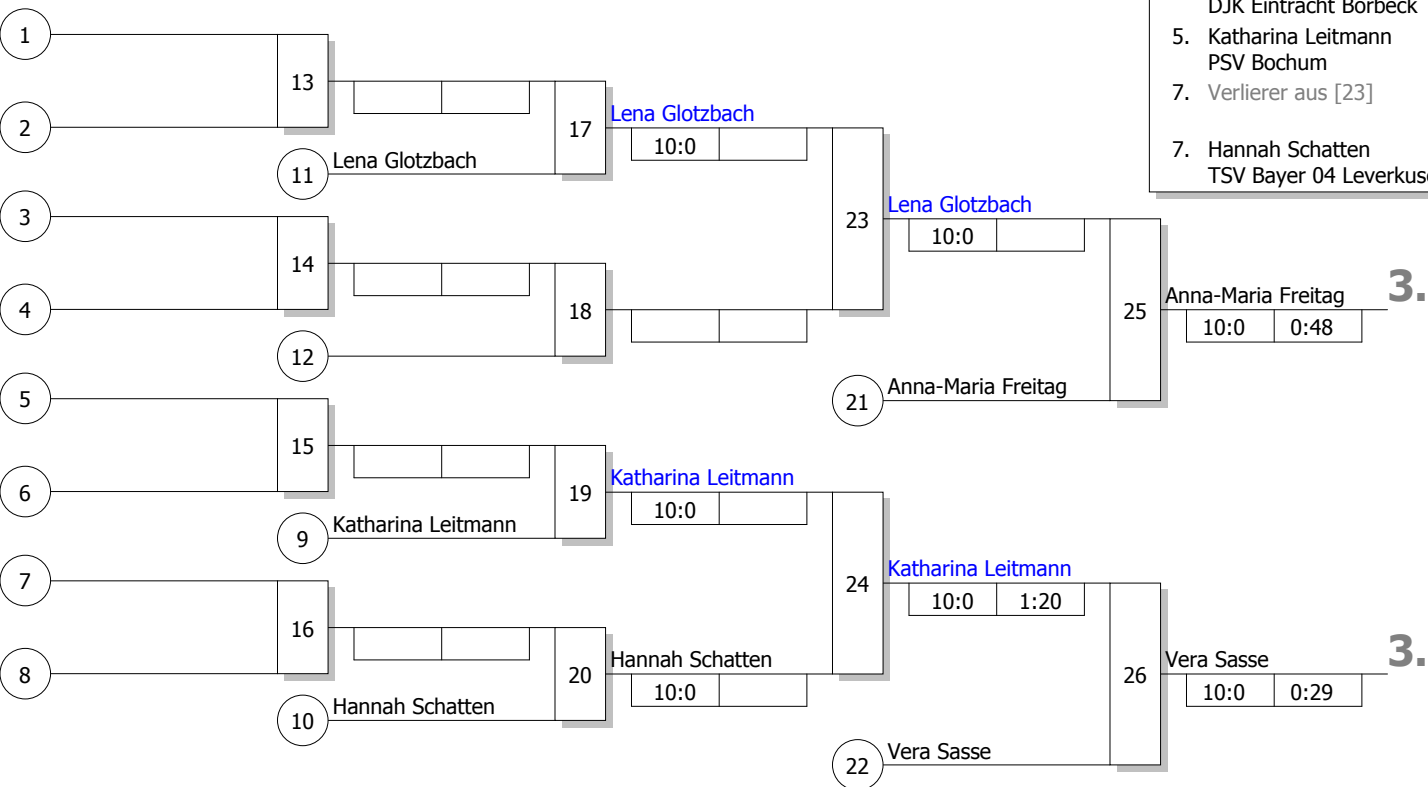 DJK Eintracht Borbeck
5. Katharina Leitmann
PSV Bochum
7. Verlierer aus [23]
7. Hannah Schatten
TSV Bayer 04 Leverkus
1
13
2
17
Lena Glotzbach
10:0
11
Lena Glotzbach
3
23
Lena Glotzbach
10:0
14
4
18
12
25
Anna-Maria Freitag
3.
10:0 0:48
5
21
Anna-Maria Freitag
15
6
19
Katharina Leitmann
10:0
9
Katharina Leitmann
7
24
Katharina Leitmann
10:0 1:20
16
8
20
Hannah Schatten
10:0
10
Hannah Schatten
26
Vera Sasse
3.
10:0 0:29
22
Vera Sasse